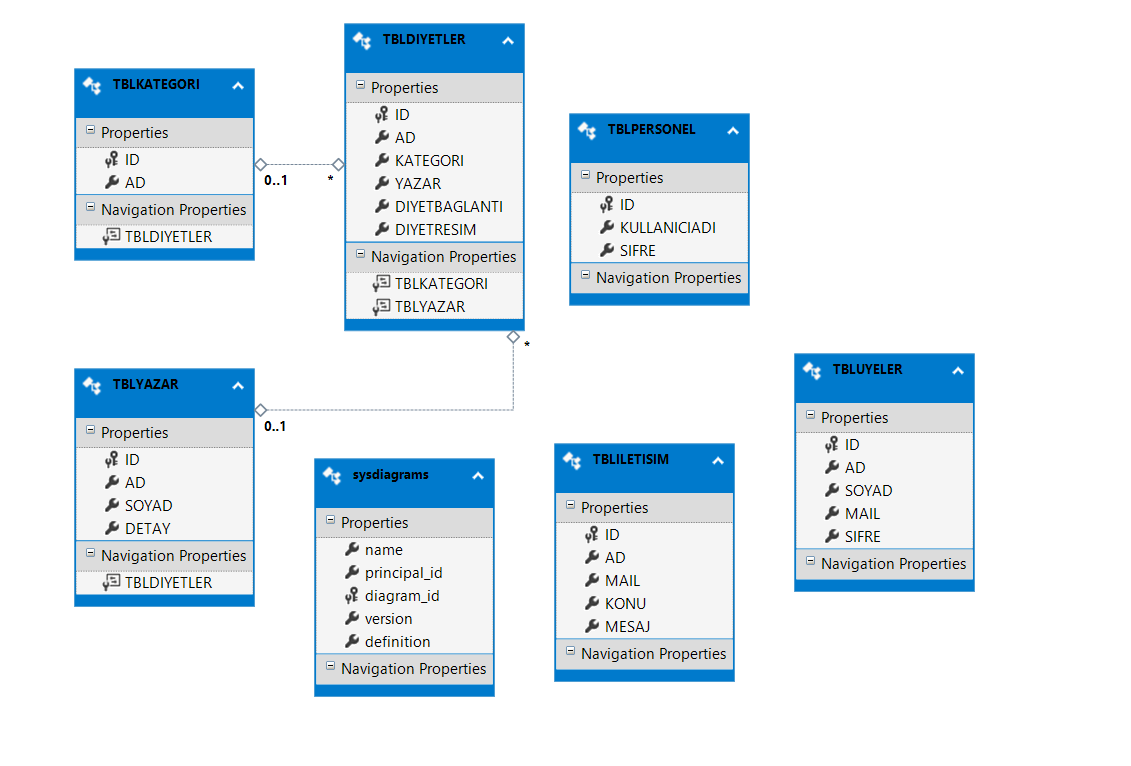 TBLKATEGORI
Properties
ID
AD
Navigation Properties
TBLDIYETLER
0..1
*
TBLDIYETLER
Properties
ID
AD
KATEGORI
YAZAR
DIYETBAGLANTI
DIYETRESIM
Navigation Properties
TBLKATEGORI
TBLYAZAR
*
TBLPERSONEL
Properties
ID
KULLANICIADI
SIFRE
Navigation Properties
TBLYAZAR
Properties
ID
AD
SOYAD
DETAY
Navigation Properties
TBLDIYETLER
0..1
sysdiagrams
Properties
name
principal_id
diagram_id
version
definition
Navigation Properties
TBLILETISIM
Properties
ID
AD
MAIL
KONU
MESAJ
Navigation Properties
TBLUYELER
Properties
ID
AD
SOYAD
MAIL
SIFRE
Navigation Properties